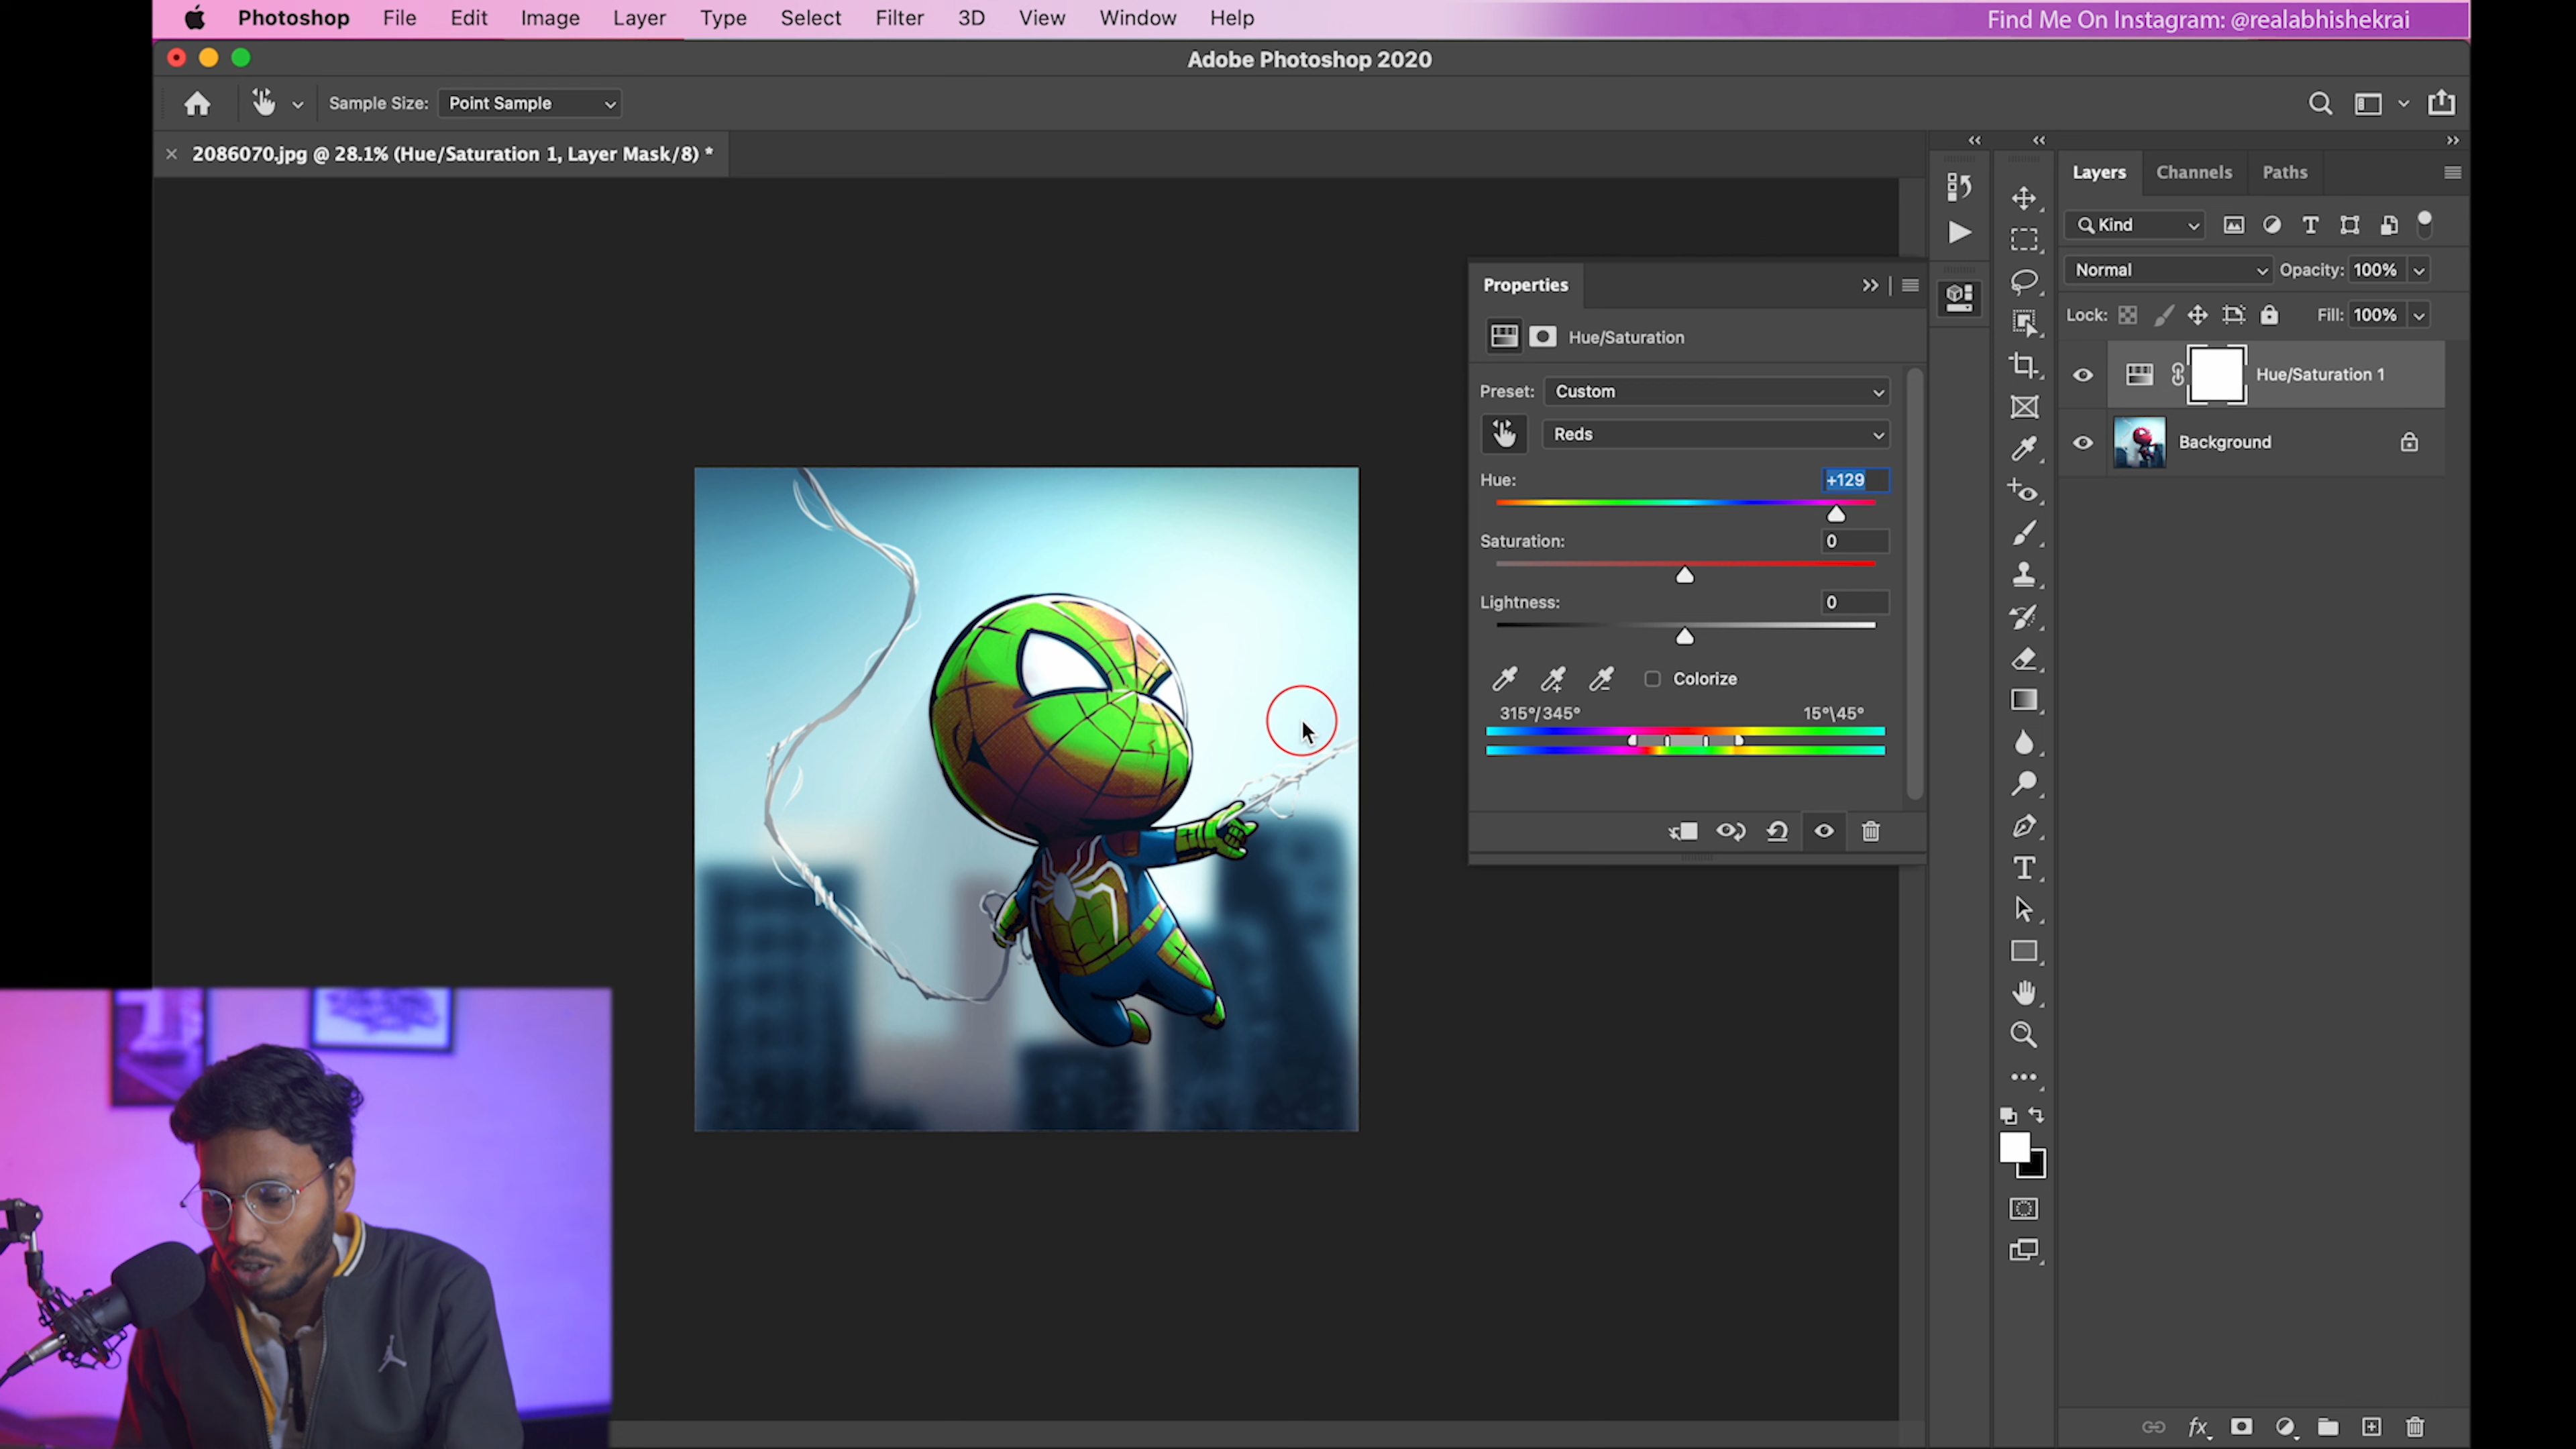 Photoshop File Edit Image Layer Type Select Filter 3D View Window Help
Find Me On Instagram: @realabhishekrai
Adobe Photoshop 2020
Sample Size: Point Sample
2086070.jpg @ 28.1% (Hue/Saturation 1, Layer Mask/8) *
Layers Channels Paths
Kind
Normal Opacity: 100%
Lock: Fill: 100%
Hue/Saturation 1
Background
Properties
Hue/Saturation
Preset: Custom
Reds
Hue: +129
Saturation: 0
Lightness: 0
Colorize
315°/345° 15°\45°